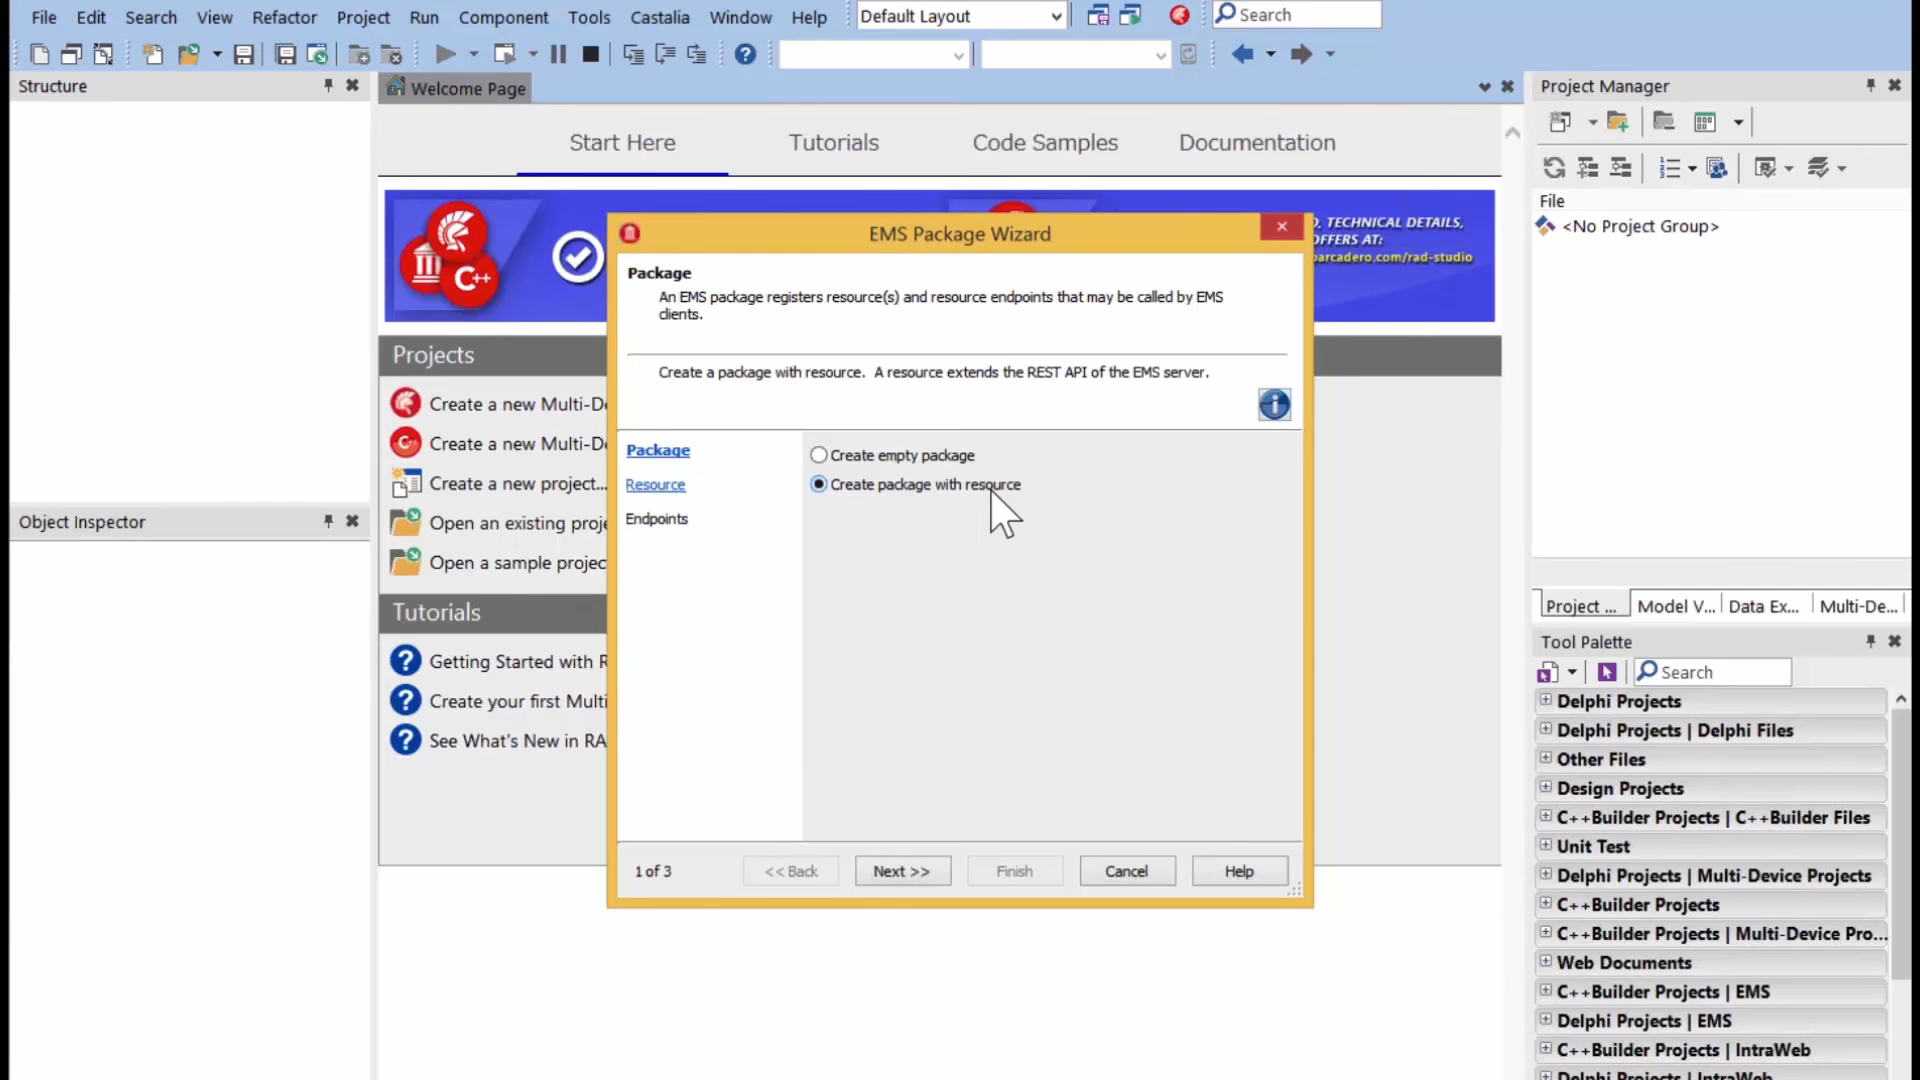 File Edit Search View Refactor Project Run Component Tools Castalia Window Help Default Layout Search
Structure
Welcome Page
Start Here Tutorials Code Samples Documentation
C++
TECHNICAL DETAILS,
OFFERS AT:
.com/rad-studio
Projects
Create a new Multi-De
Create a new Multi-De
Create a new project...
Open an existing proje
Open a sample projec
Tutorials
Getting Started with R
Create your first Multi
See What's New in RA
Object Inspector
EMS Package Wizard
Package
An EMS package registers resource(s) and resource endpoints that may be called by EMS
clients.
Create a package with resource. A resource extends the REST API of the EMS server.
Package
Resource
Endpoints
Create empty package
Create package with resource
1 of 3 << Back Next >> Finish Cancel Help
Project Manager
File
<No Project Group>
Project ... Model V... Data Ex... Multi-De...
Tool Palette
Search
Delphi Projects
Delphi Projects | Delphi Files
Other Files
Design Projects
C++Builder Projects | C++Builder Files
Unit Test
Delphi Projects | Multi-Device Projects
C++Builder Projects
C++Builder Projects | Multi-Device Pro...
Web Documents
C++Builder Projects | EMS
Delphi Projects | EMS
C++Builder Projects | IntraWeb
Delphi Projects | IntraWeb